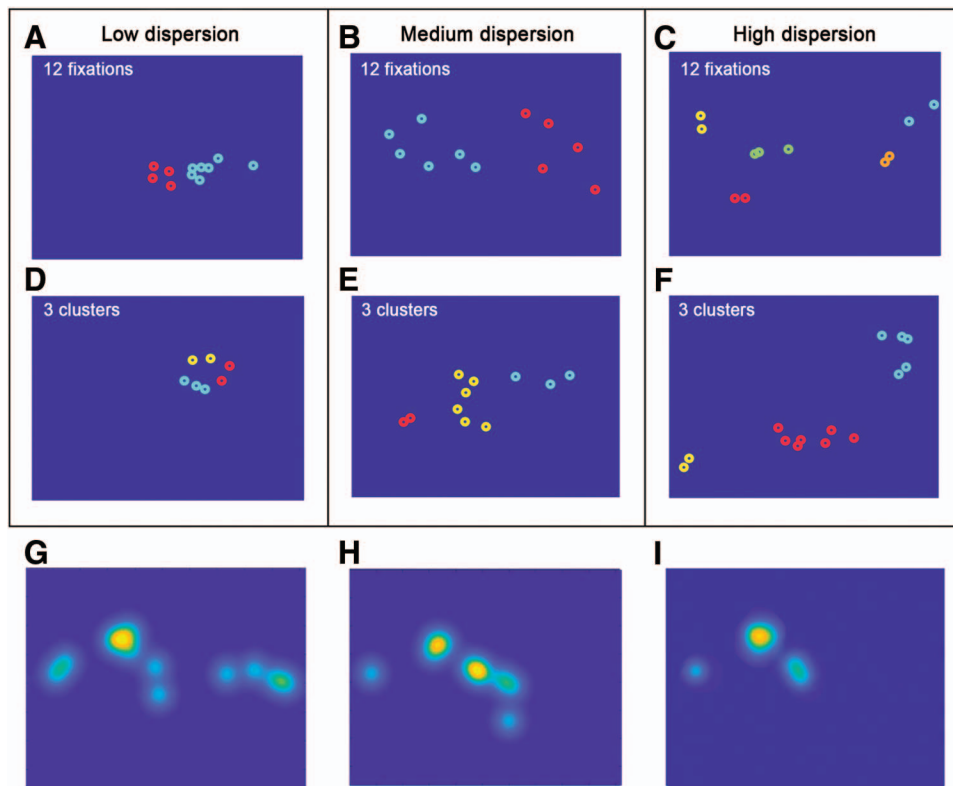 A Low dispersion
12 fixations
B Medium dispersion
12 fixations
C High dispersion
12 fixations
D
3 clusters
E
3 clusters
F
3 clusters
G
H
I